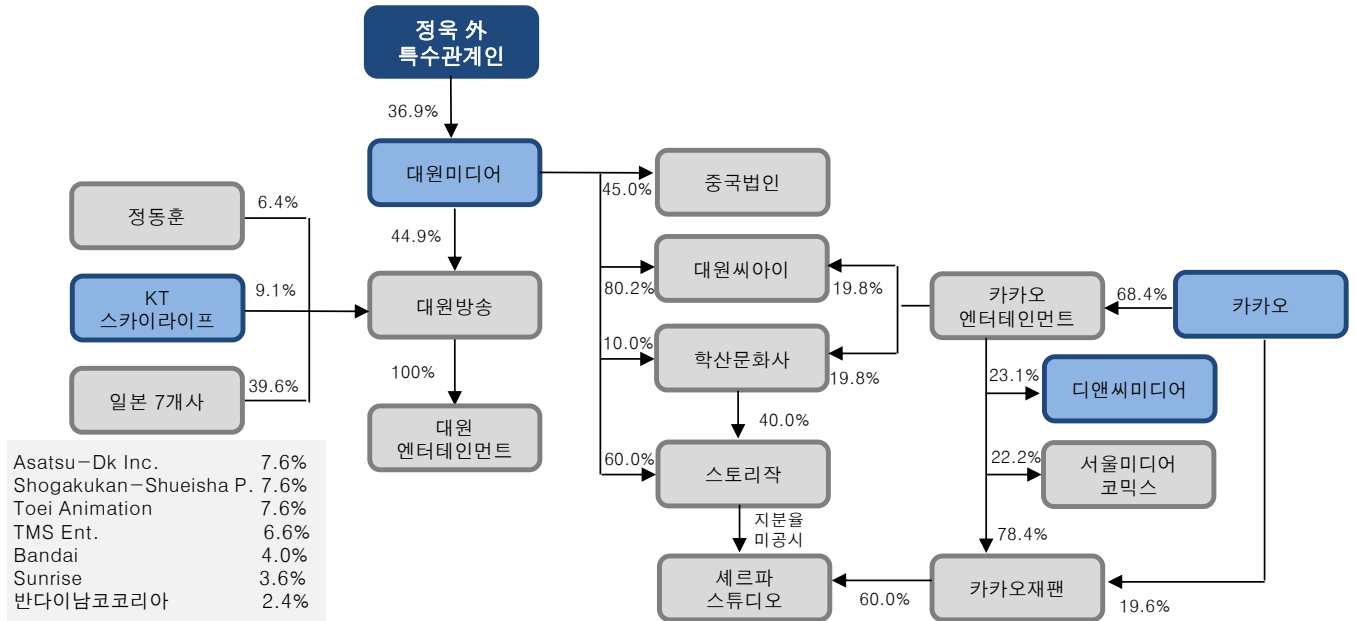 정욱 外
특수관계인
36.9%
대원미디어
45.0%
중국법인
정동훈
6.4%
44.9%
대원씨아이
80.2%
19.8%
KT
스카이라이프
9.1%
대원방송
카카오
엔터테인먼트
68.4%
카카오
10.0%
학산문화사
19.8%
일본 7개사
39.6%
100%
23.1%
디앤씨미디어
대원
엔터테인먼트
40.0%
60.0%
스토리작
22.2%
서울미디어
코믹스
지분율
미공시
78.4%
셰르파
스튜디오
60.0%
카카오재팬
19.6%
Asatsu-Dk Inc. 7.6%
Shogakukan-Shueisha P. 7.6%
Toei Animation 7.6%
TMS Ent. 6.6%
Bandai 4.0%
Sunrise 3.6%
반다이남코코리아 2.4%